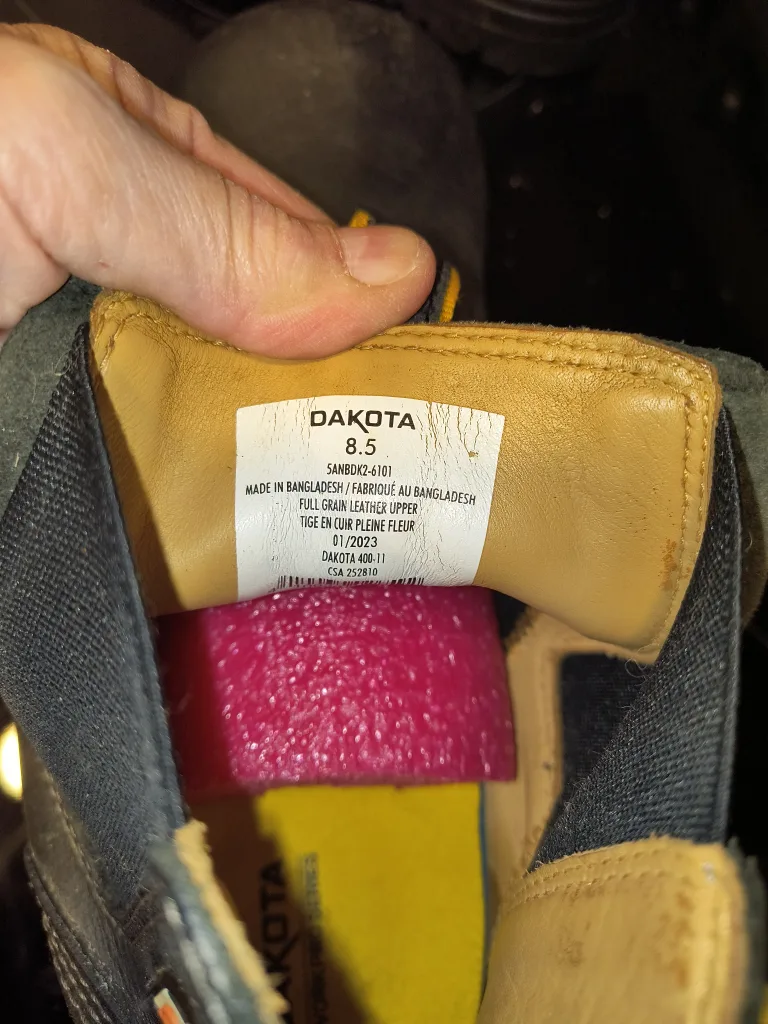 DAKOTA
8.5
5ANBDK2-6101
MADE IN BANGLADESH / FABRIQUÉ AU BANGLADESH
FULL GRAIN LEATHER UPPER
TIGE EN CUIR PLEINE FLEUR
01/2023
DAKOTA 400-11
CSA 252810
DAKOTA